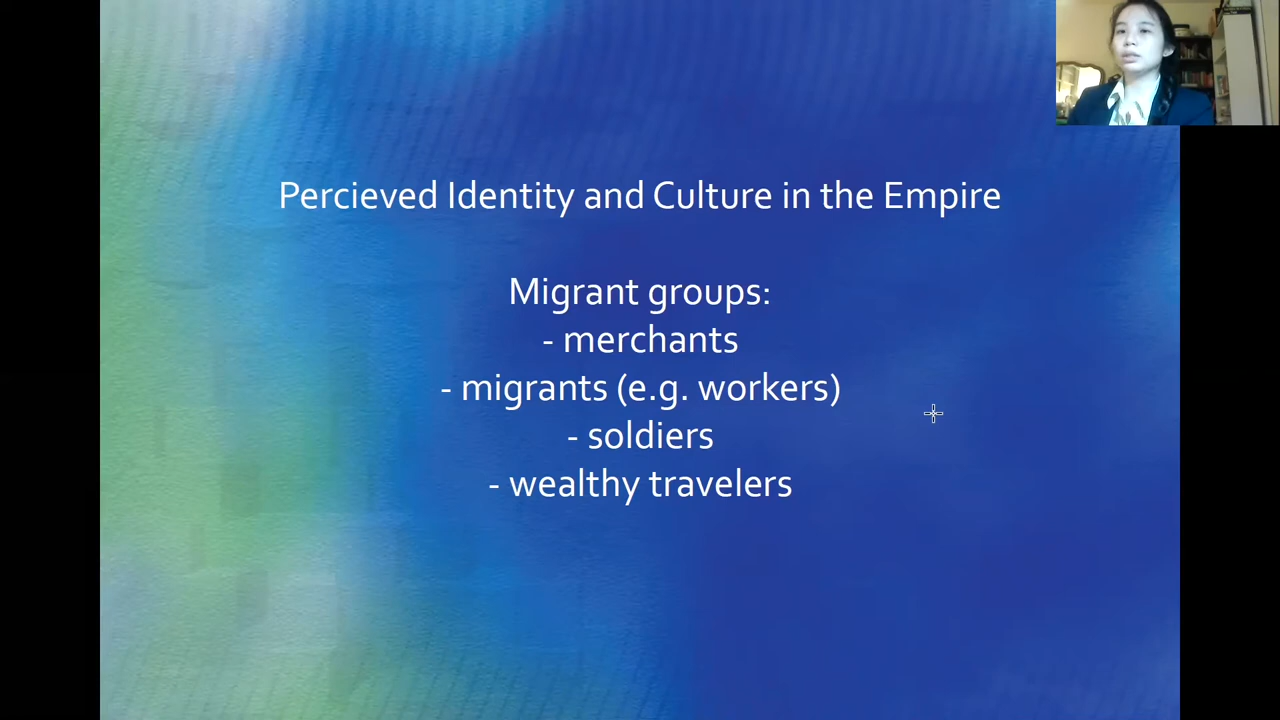 Percieved Identity and Culture in the Empire
Migrant groups:
- merchants
- migrants (e.g. workers)
- soldiers
- wealthy travelers